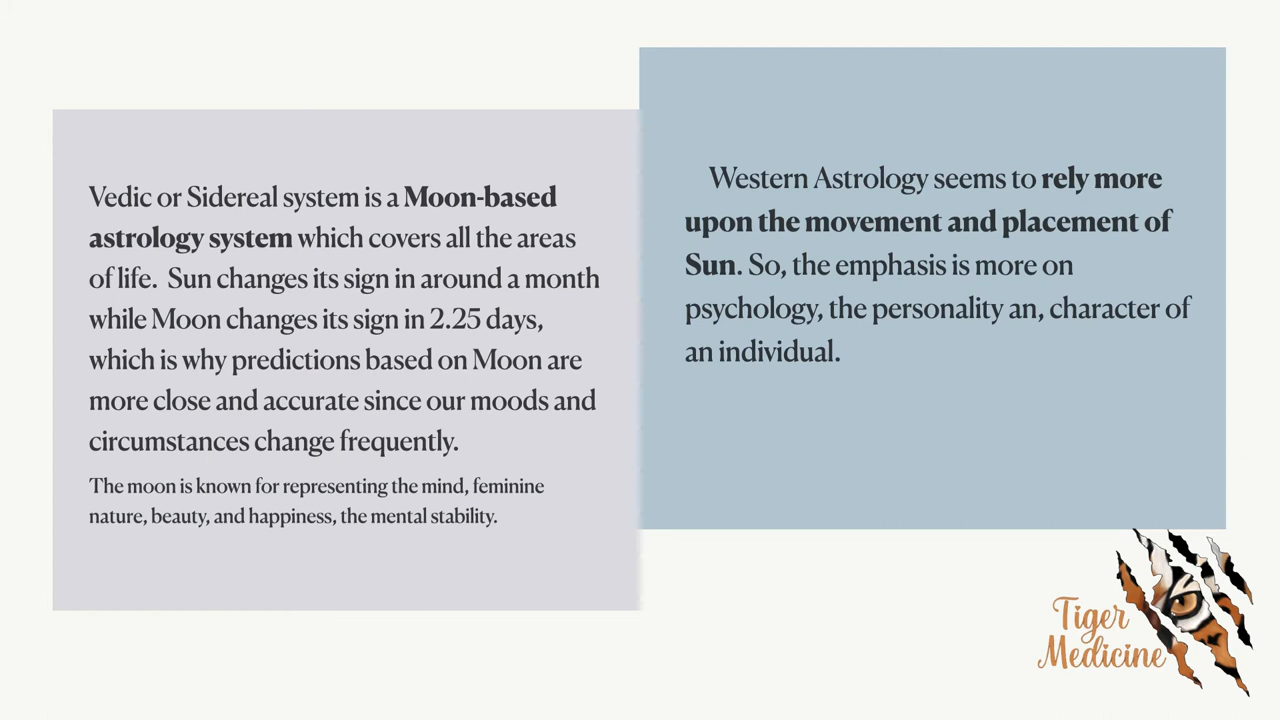 Vedic or Sidereal system is a Moon-based
astrology system which covers all the areas
of life. Sun changes its sign in around a month
while Moon changes its sign in 2.25 days,
which is why predictions based on Moon are
more close and accurate since our moods and
circumstances change frequently.
The moon is known for representing the mind, feminine
nature, beauty, and happiness, the mental stability.
Western Astrology seems to rely more
upon the movement and placement of
Sun. So, the emphasis is more on
psychology, the personality an, character of
an individual.
Tiger
Medicine